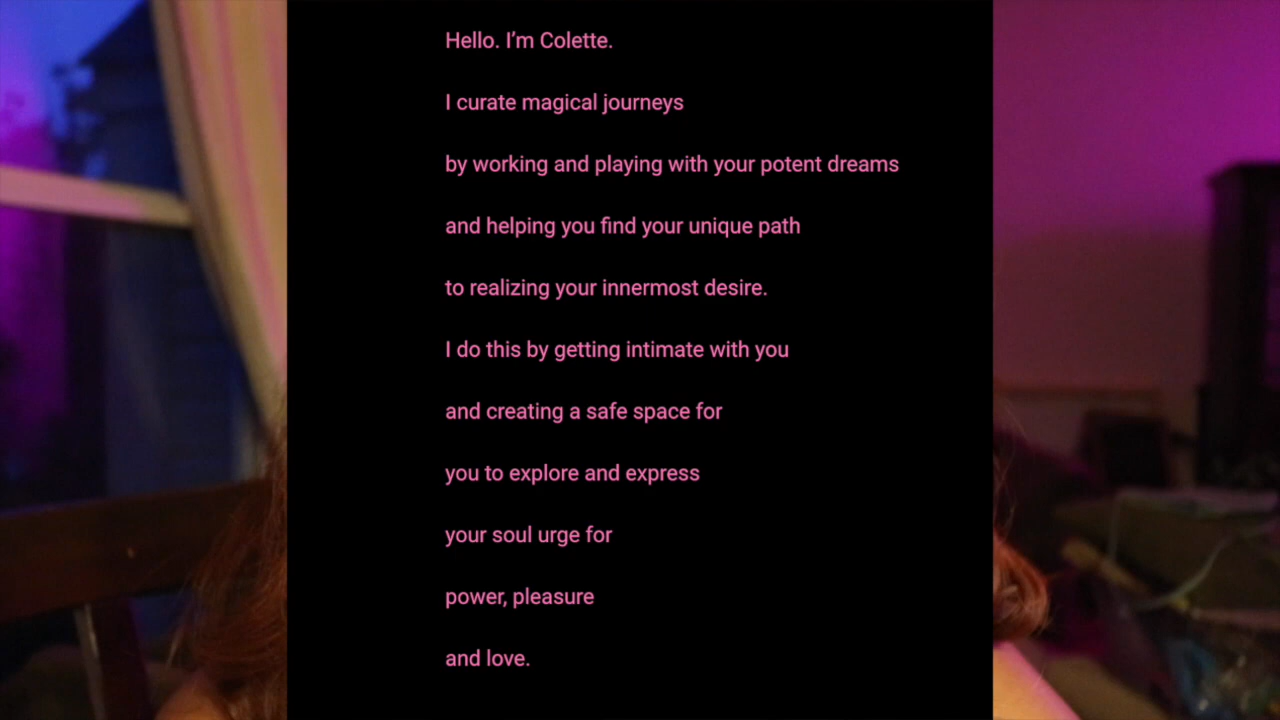 Hello. I’m Colette.
I curate magical journeys
by working and playing with your potent dreams
and helping you find your unique path
to realizing your innermost desire.
I do this by getting intimate with you
and creating a safe space for
you to explore and express
your soul urge for
power, pleasure
and love.